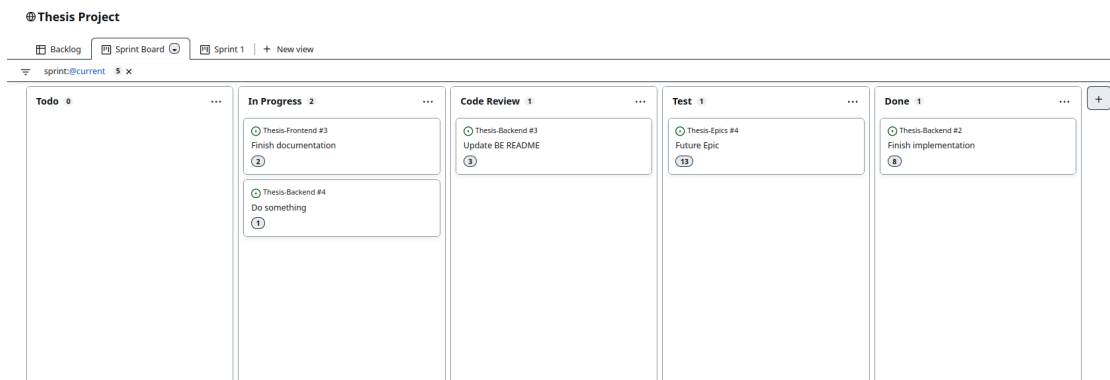 Thesis Project
Backlog Sprint Board Sprint 1 + New view
sprint:@current 5 ×
Todo 0 ...
In Progress 2 ...
Thesis-Frontend #3
Finish documentation
2
Thesis-Backend #4
Do something
1
Code Review 1 ...
Thesis-Backend #3
Update BE README
3
Test 1 ...
Thesis-Epics #4
Future Epic
13
Done 1 ...
Thesis-Backend #2
Finish implementation
8
+